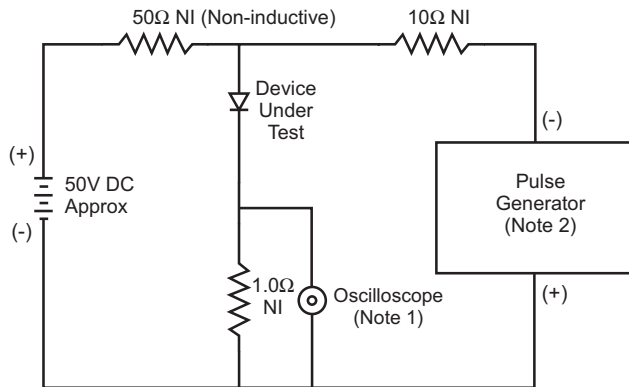 50Ω NI (Non-inductive)
10Ω NI
Device
Under
Test
(+)
50V DC
Approx
(-)
(-)
Pulse
Generator
(Note 2)
(+)
1.0Ω
NI
Oscilloscope
(Note 1)